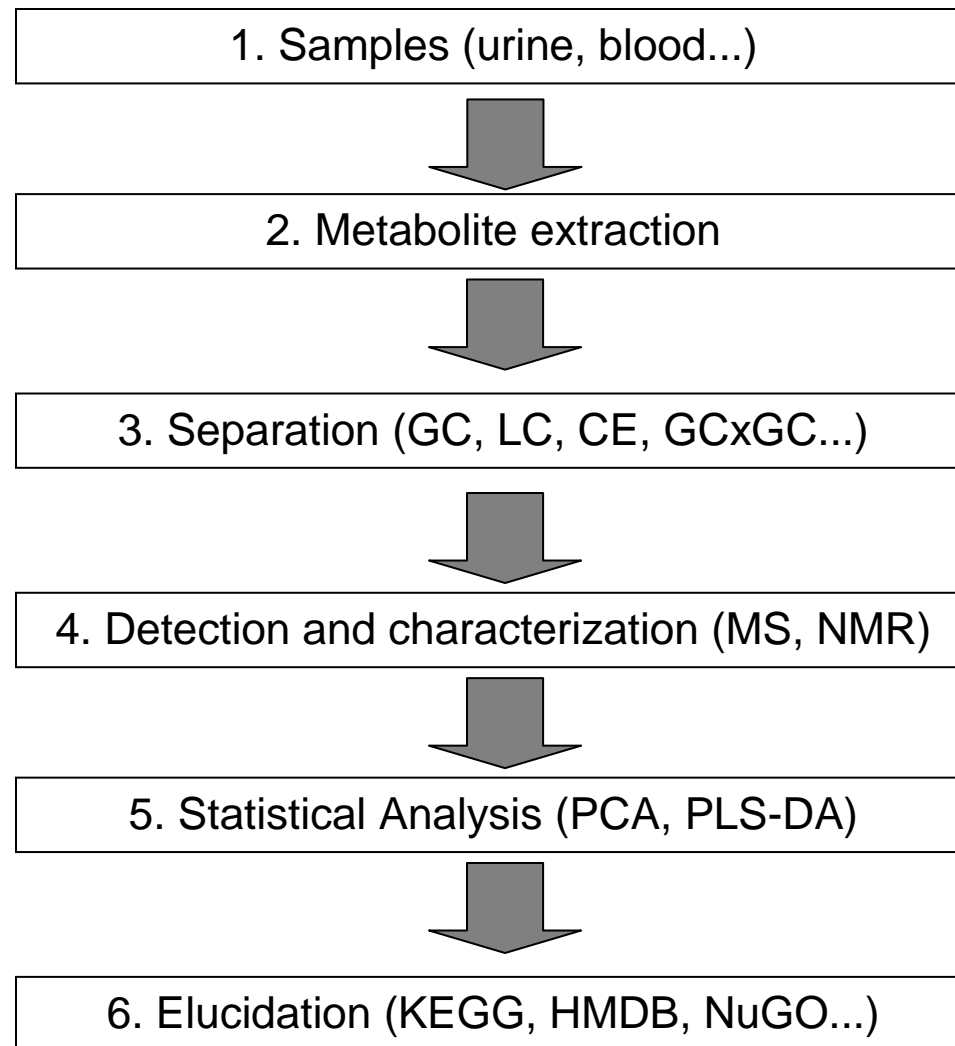 1. Samples (urine, blood...)
2. Metabolite extraction
3. Separation (GC, LC, CE, GCxGC...)
4. Detection and characterization (MS, NMR)
5. Statistical Analysis (PCA, PLS-DA)
6. Elucidation (KEGG, HMDB, NuGO...)